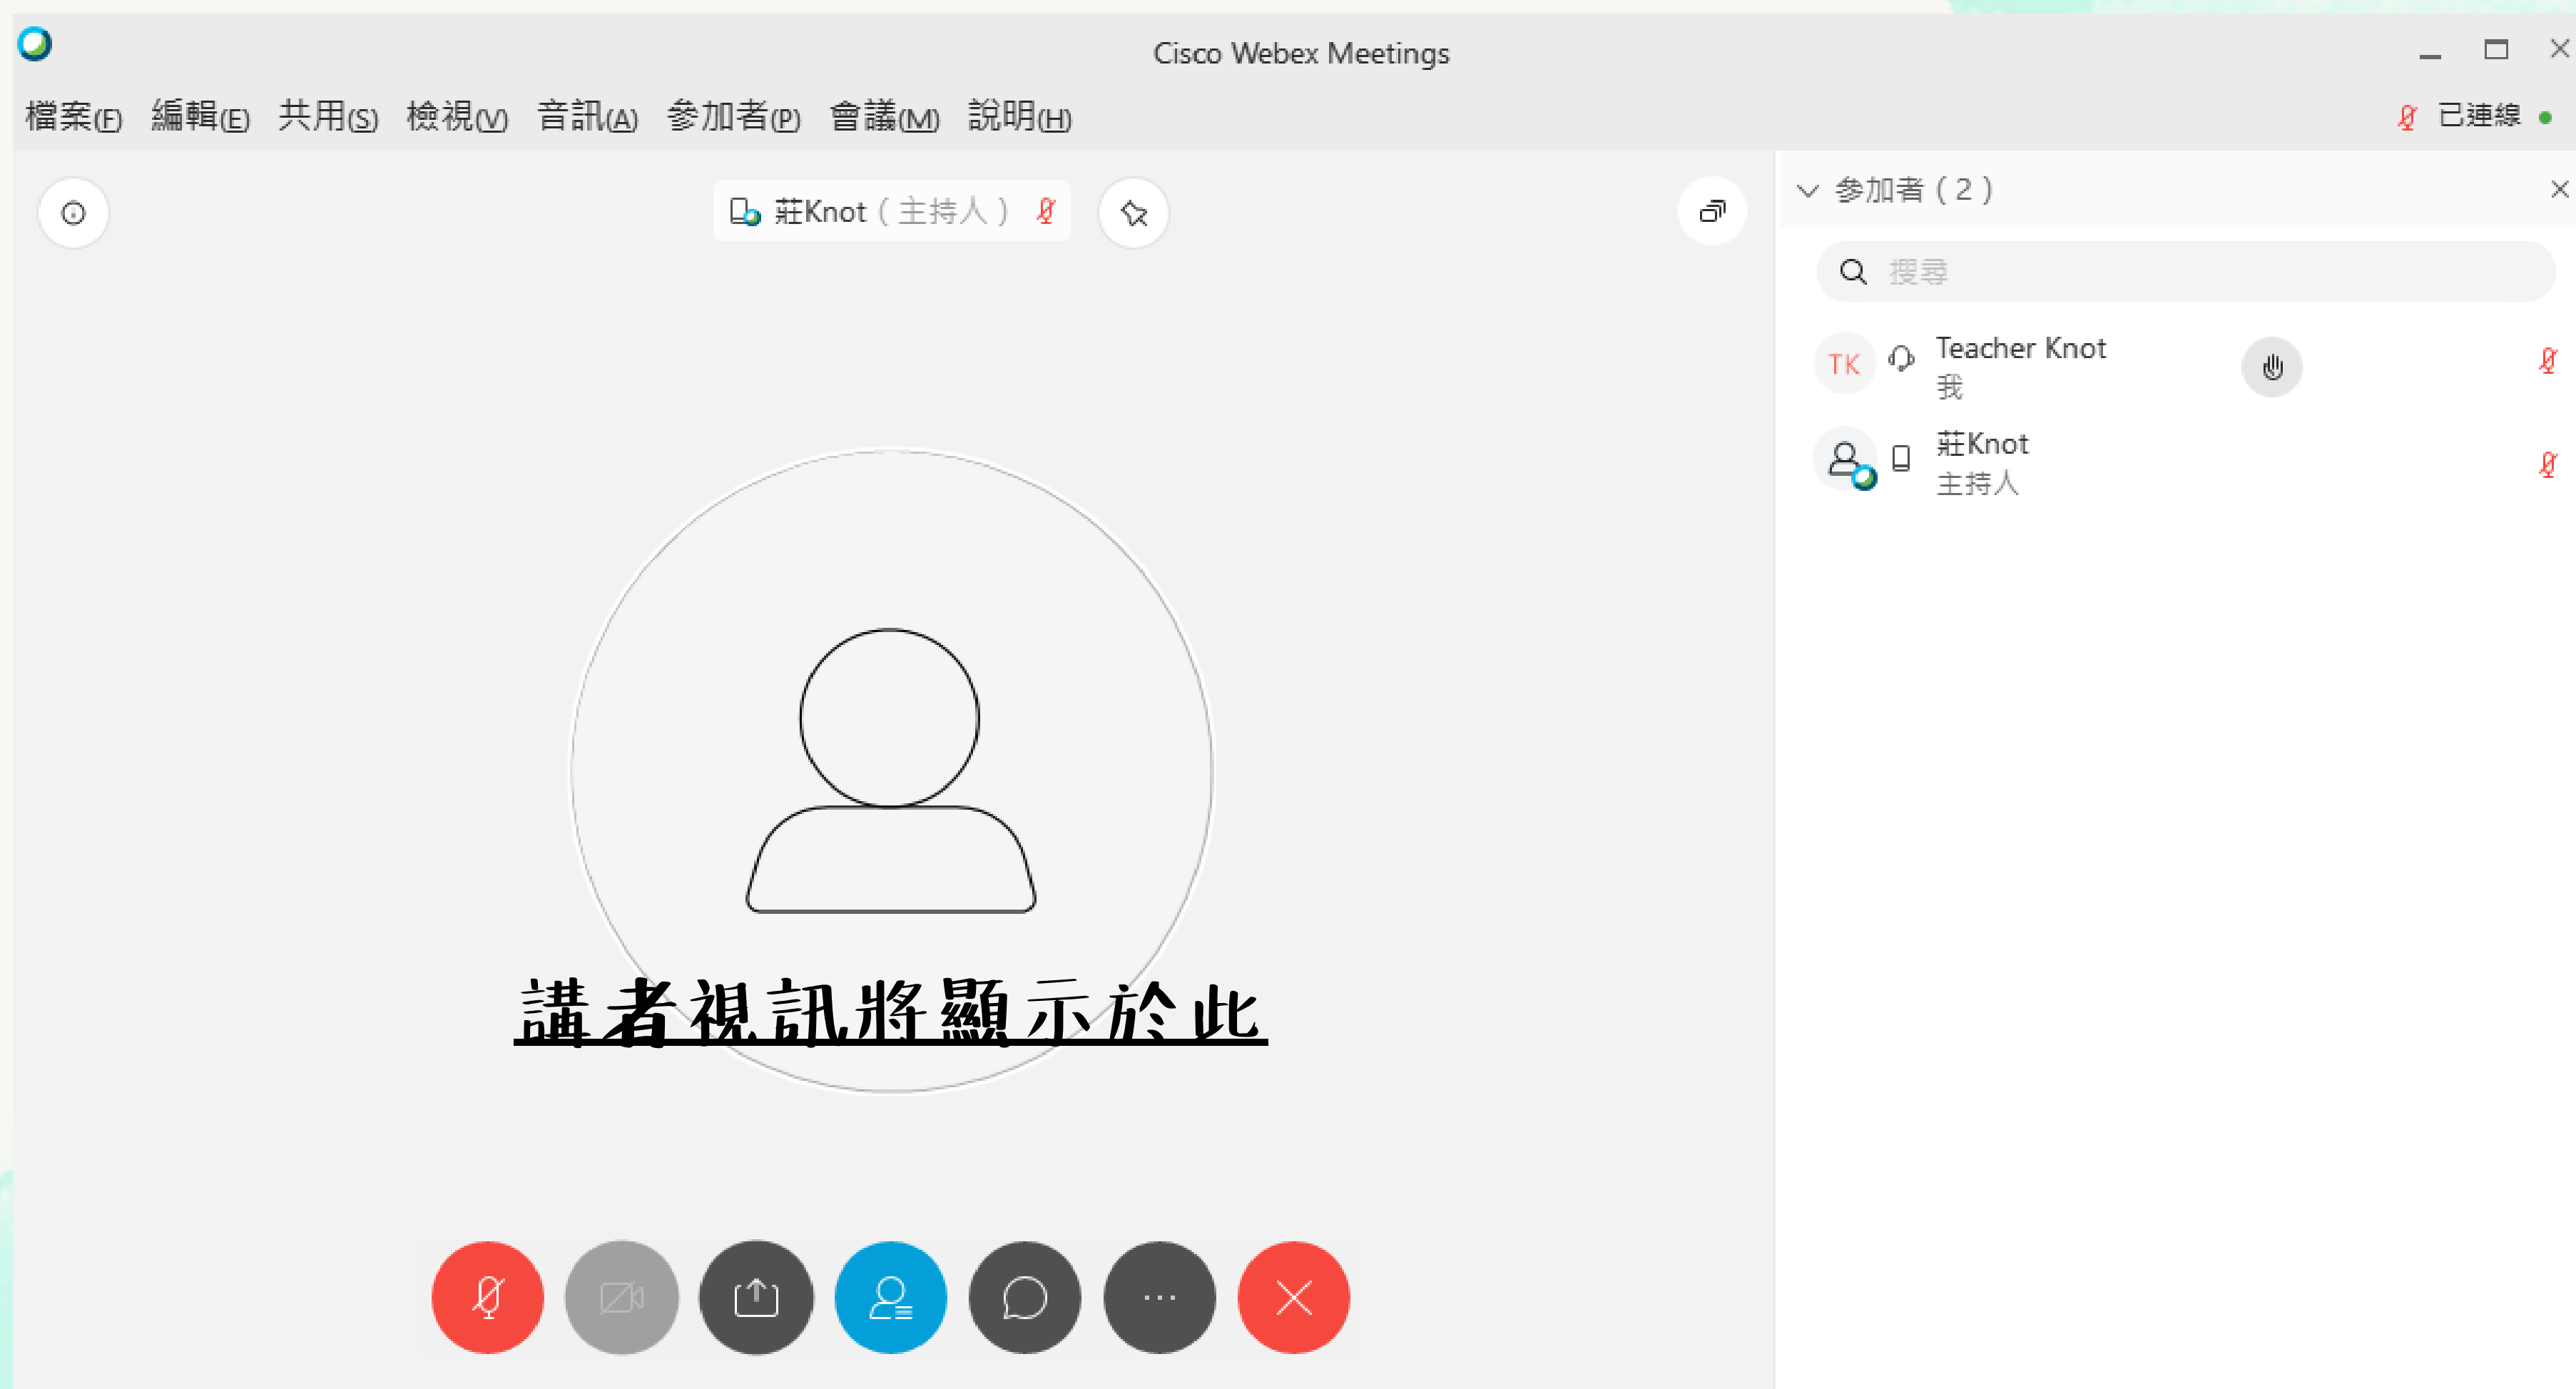 Cisco Webex Meetings
檔案(F) 編輯(E) 共用(S) 檢視(V) 音訊(A) 參加者(P) 會議(M) 說明(H) 已連線
莊Knot（主持人）
參加者（2）
搜尋
TK Teacher Knot
我
莊Knot
主持人
講者視訊將顯示於此